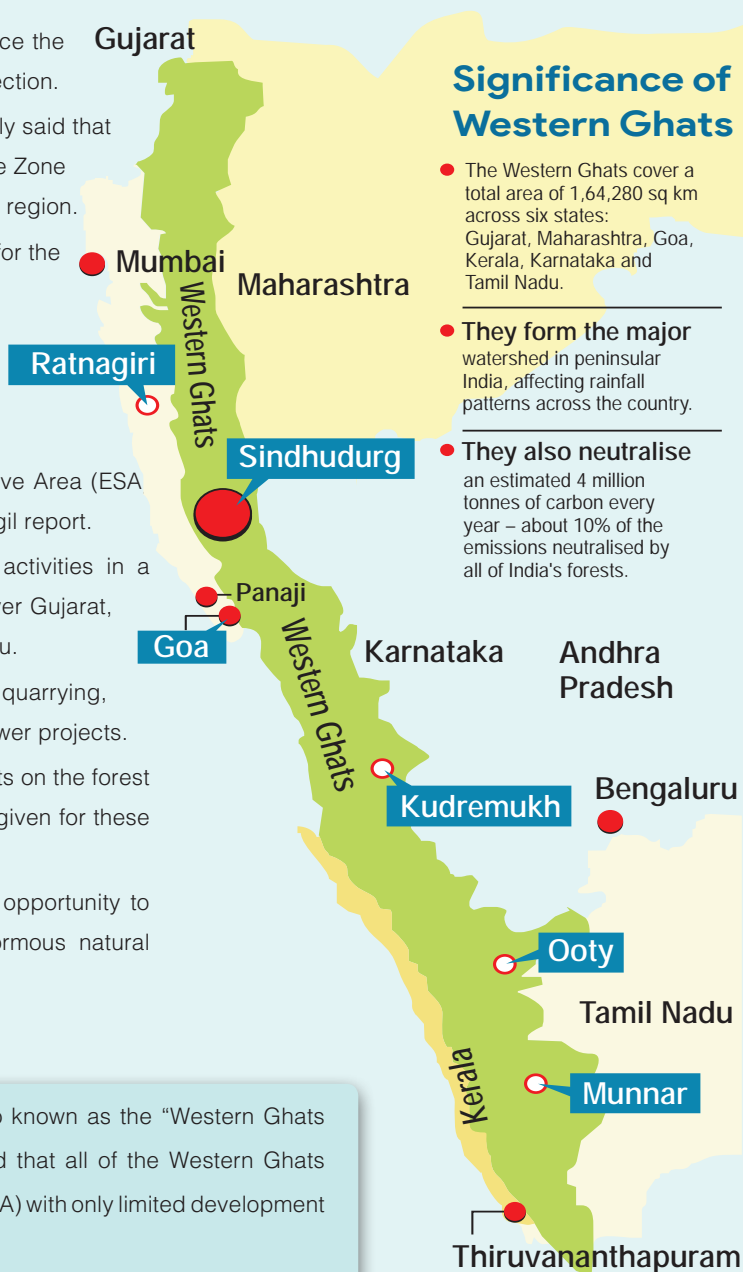 ce the
ection.
ly said that
e Zone
region.
for the
ve Area (ESA
gil report.
activities in a
er Gujarat,
u.
quarrying,
wer projects.
ts on the forest
given for these
opportunity to
ormous natural
o known as the “Western Ghats
d that all of the Western Ghats
A) with only limited development
Gujarat
Mumbai
Maharashtra
Western Ghats
Ratnagiri
Sindhudurg
Panaji
Goa
Western Ghats
Karnataka
Andhra
Pradesh
Kudremukh
Bengaluru
Ooty
Tamil Nadu
Kerala
Munnar
Thiruvananthapuram
Significance of
Western Ghats
The Western Ghats cover a
total area of 1,64,280 sq km
across six states:
Gujarat, Maharashtra, Goa,
Kerala, Karnataka and
Tamil Nadu.
They form the major
watershed in peninsular
India, affecting rainfall
patterns across the country.
They also neutralise
an estimated 4 million
tonnes of carbon every
year – about 10% of the
emissions neutralised by
all of India's forests.